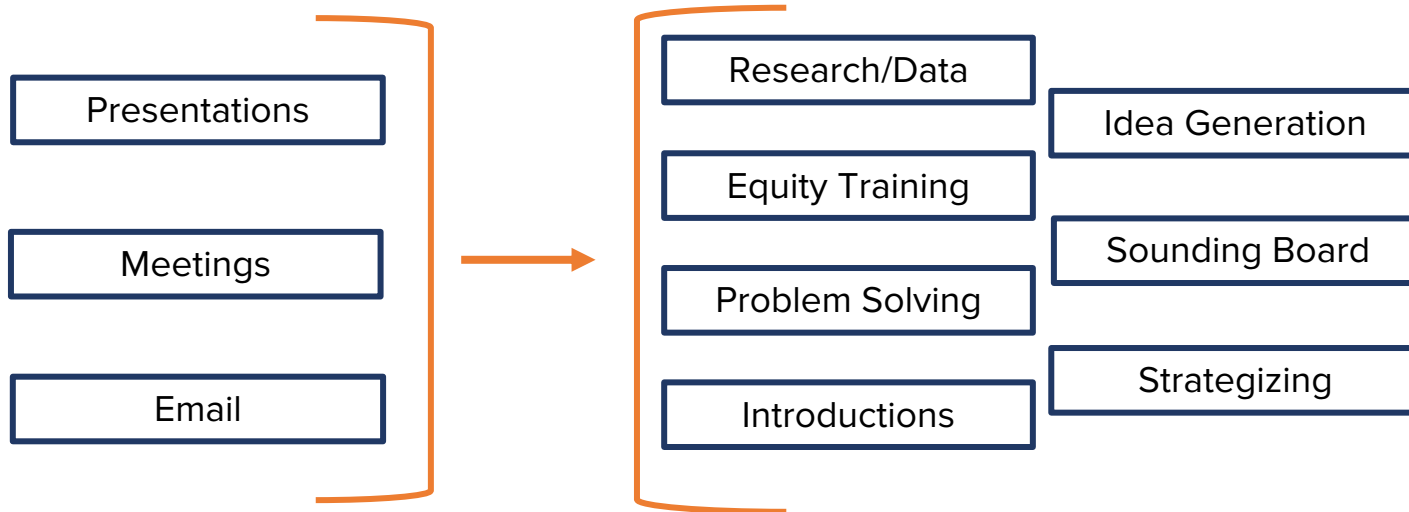 Presentations
Meetings
Email
Research/Data
Equity Training
Problem Solving
Introductions
Idea Generation
Sounding Board
Strategizing